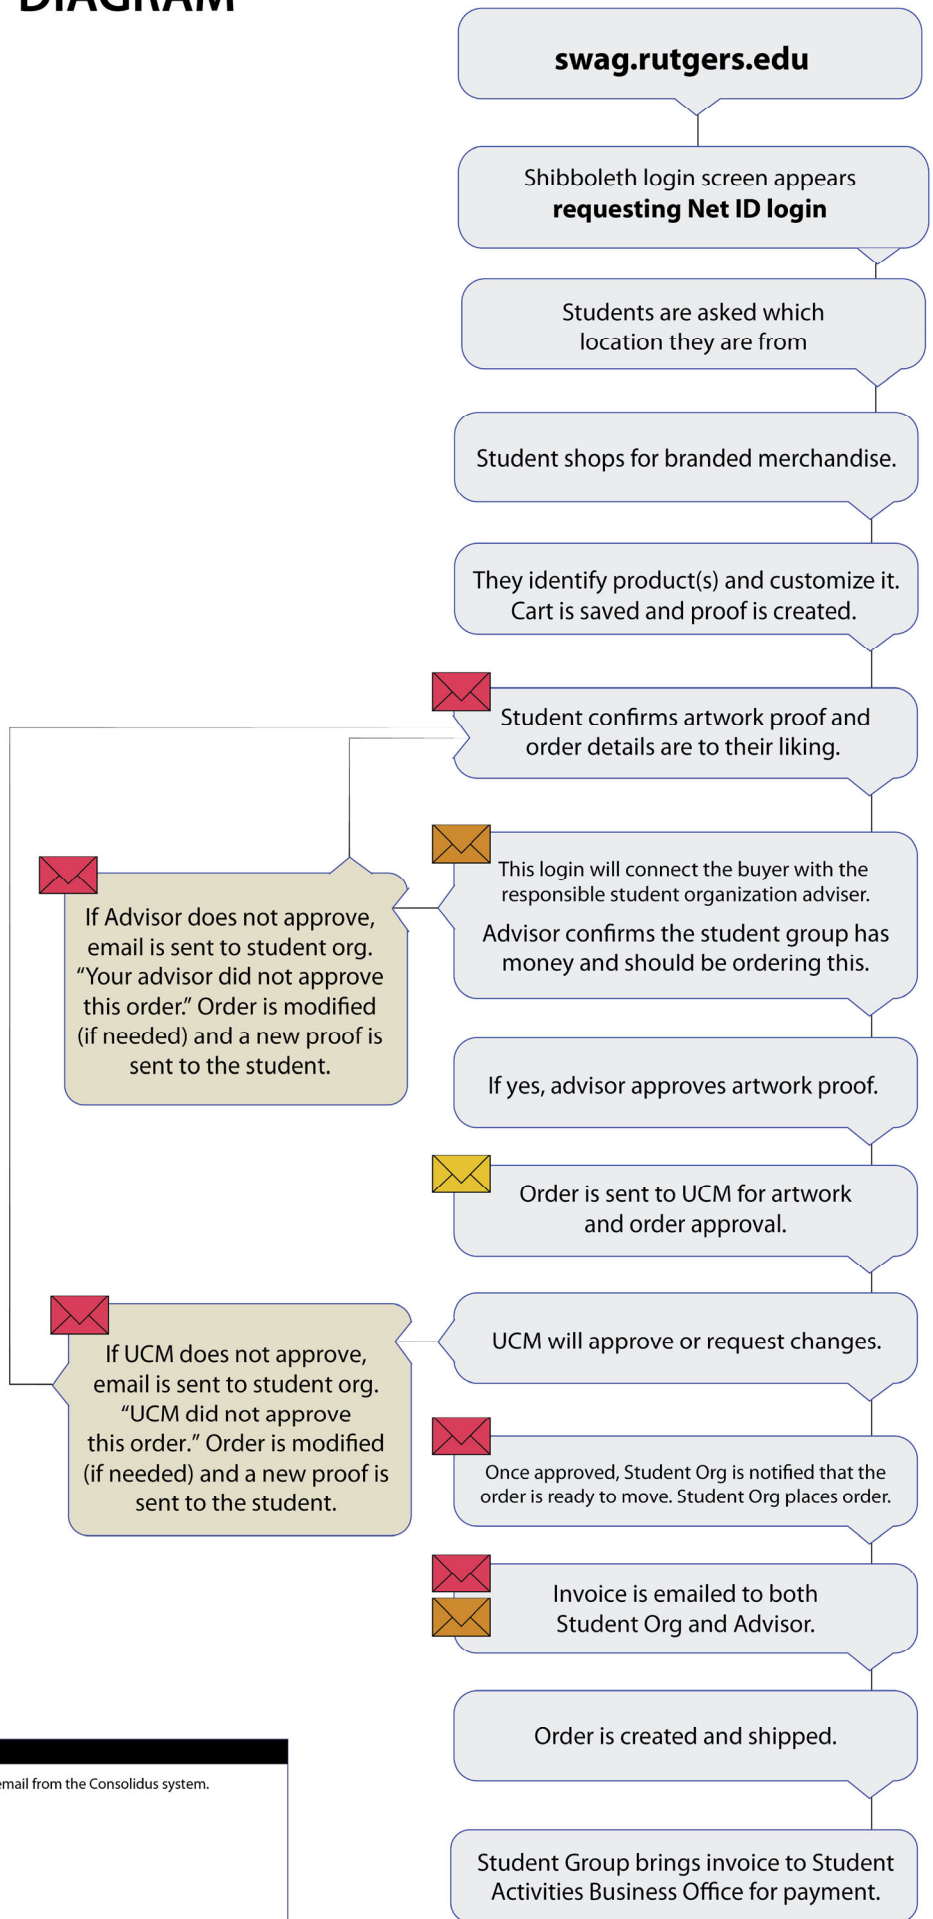 DIAGRAM
swag.rutgers.edu
Shibboleth login screen appears
requesting Net ID login
Students are asked which
location they are from
Student shops for branded merchandise.
They identify product(s) and customize it.
Cart is saved and proof is created.
Student confirms artwork proof and
order details are to their liking.
This login will connect the buyer with the
responsible student organization adviser.
Advisor confirms the student group has
money and should be ordering this.
If Advisor does not approve,
email is sent to student org.
“Your advisor did not approve
this order.” Order is modified
(if needed) and a new proof is
sent to the student.
If yes, advisor approves artwork proof.
Order is sent to UCM for artwork
and order approval.
UCM will approve or request changes.
If UCM does not approve,
email is sent to student org.
“UCM did not approve
this order.” Order is modified
(if needed) and a new proof is
sent to the student.
Once approved, Student Org is notified that the
order is ready to move. Student Org places order.
Invoice is emailed to both
Student Org and Advisor.
Order is created and shipped.
email from the Consolidus system.
Student Group brings invoice to Student
Activities Business Office for payment.